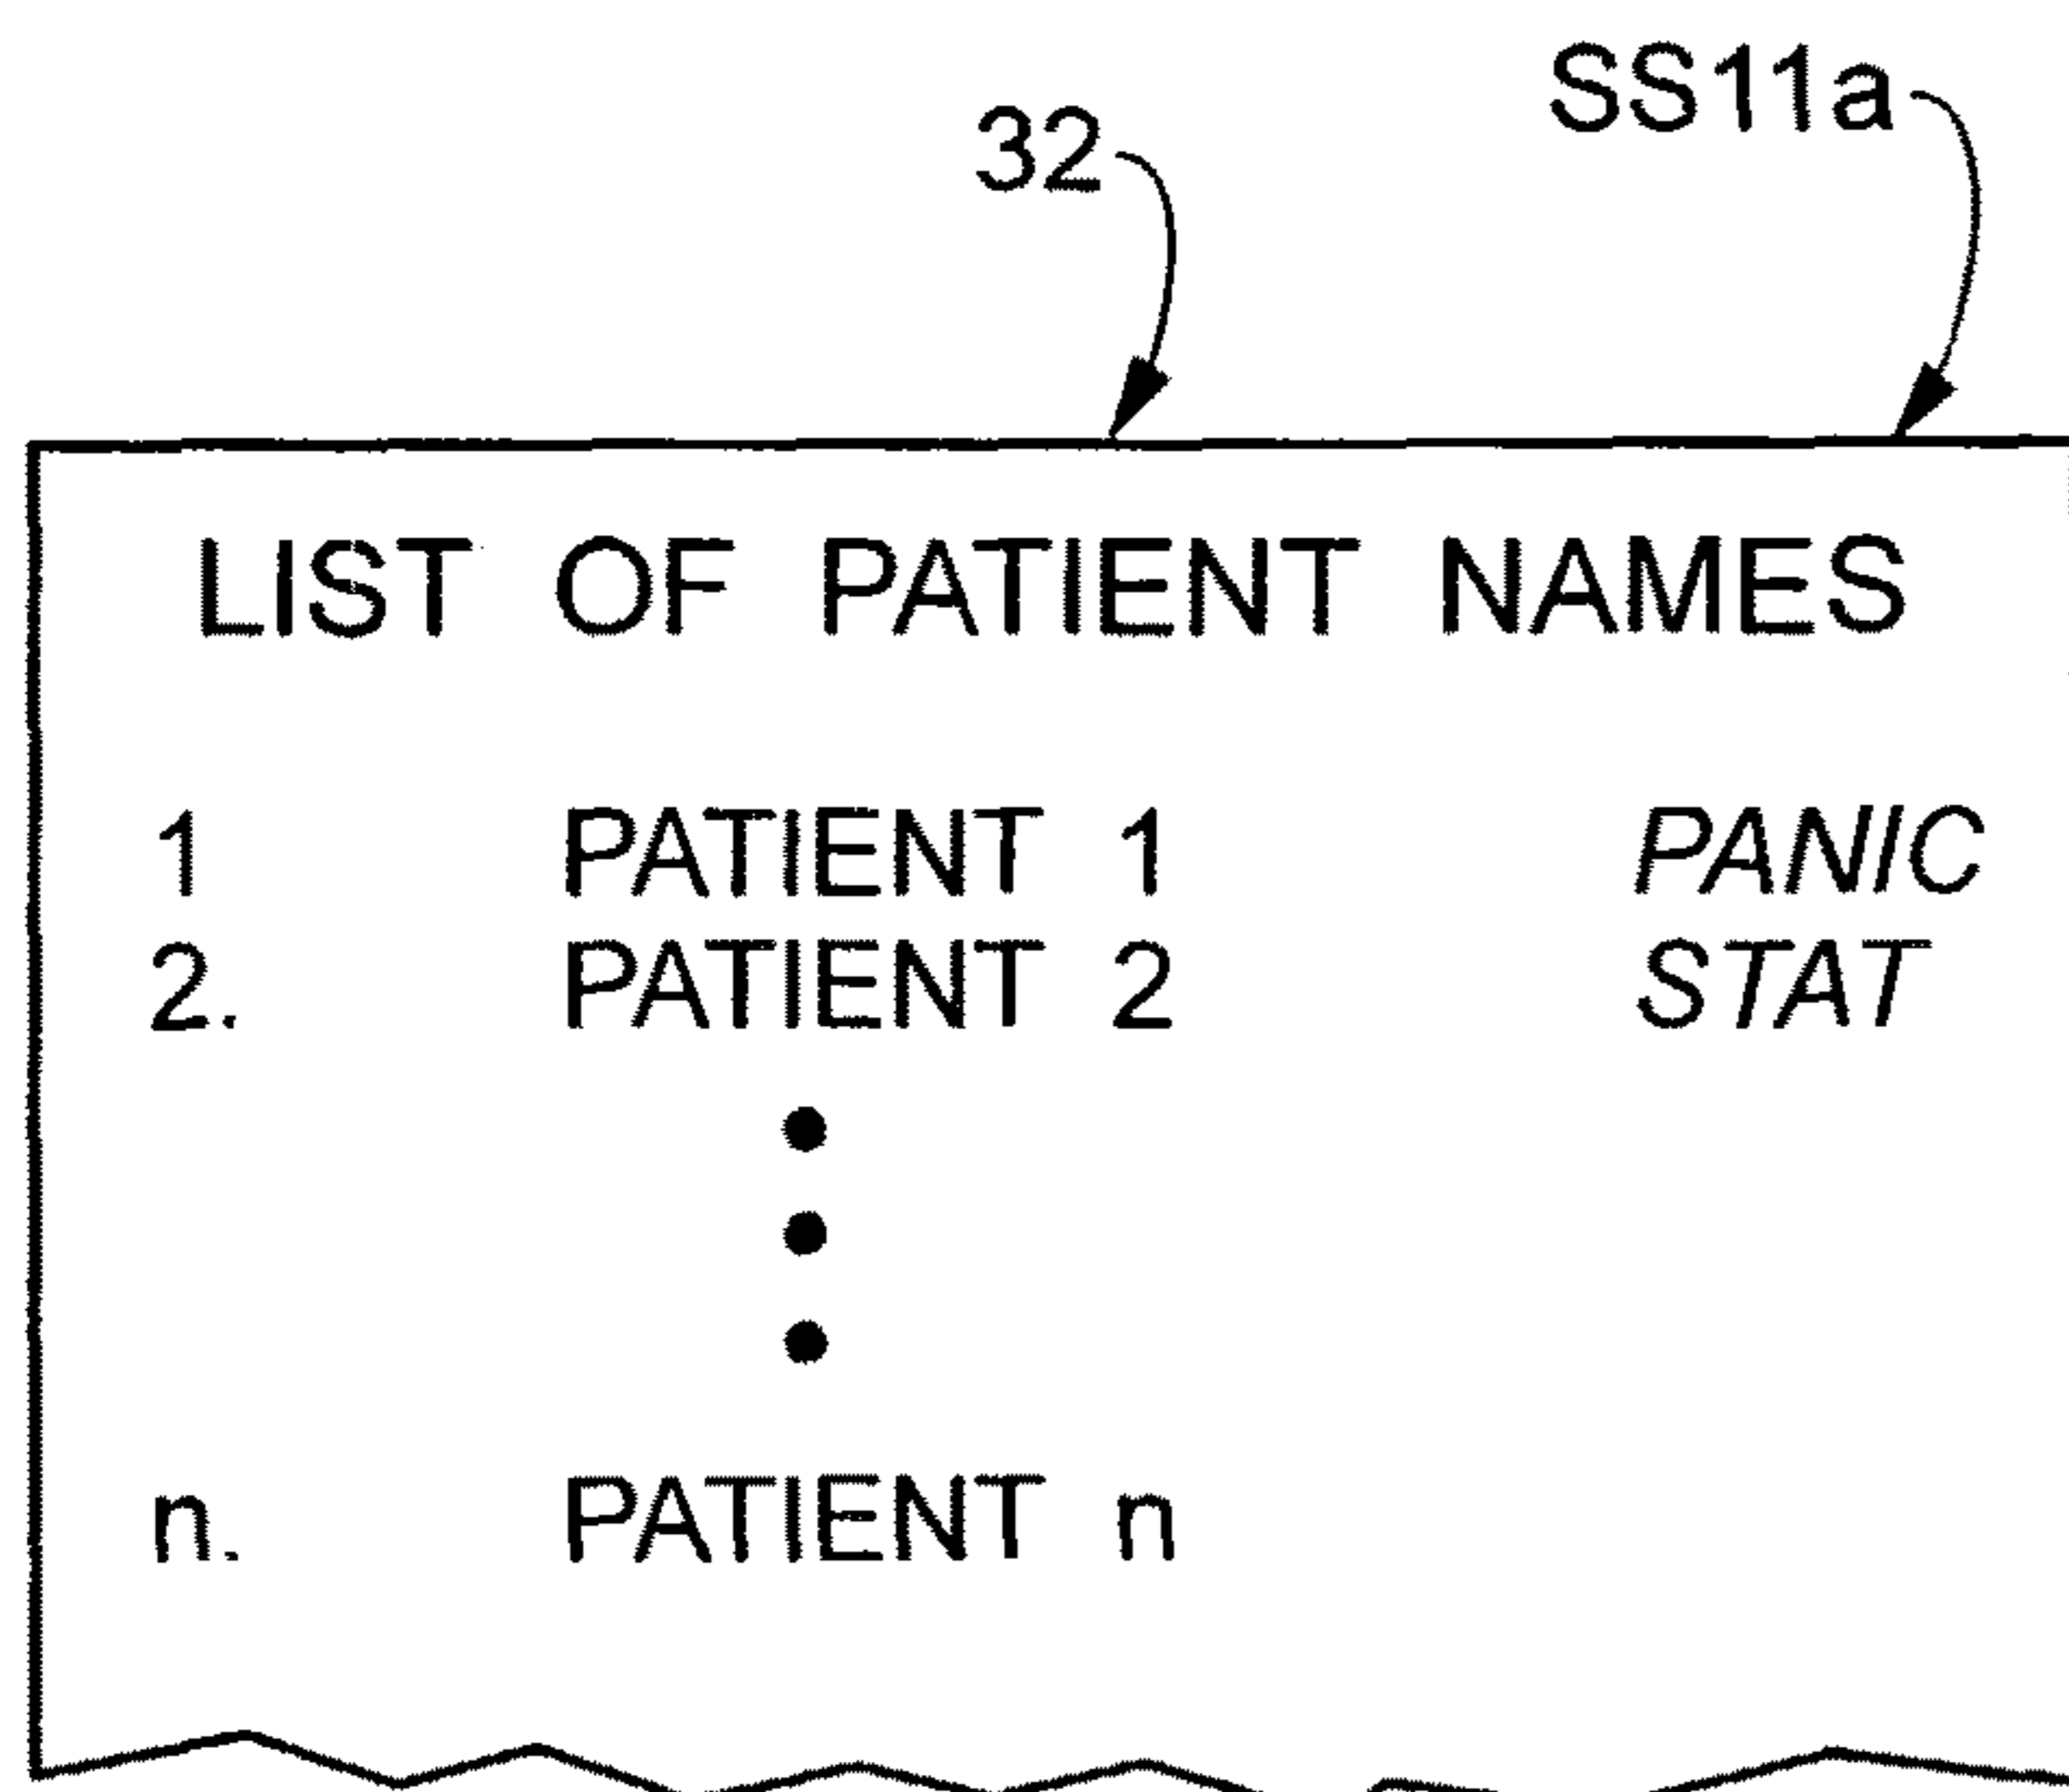 SS11a
32
LIST OF PATIENT NAMES
1 PATIENT 1 PANIC
2. PATIENT 2 STAT
n. PATIENT n